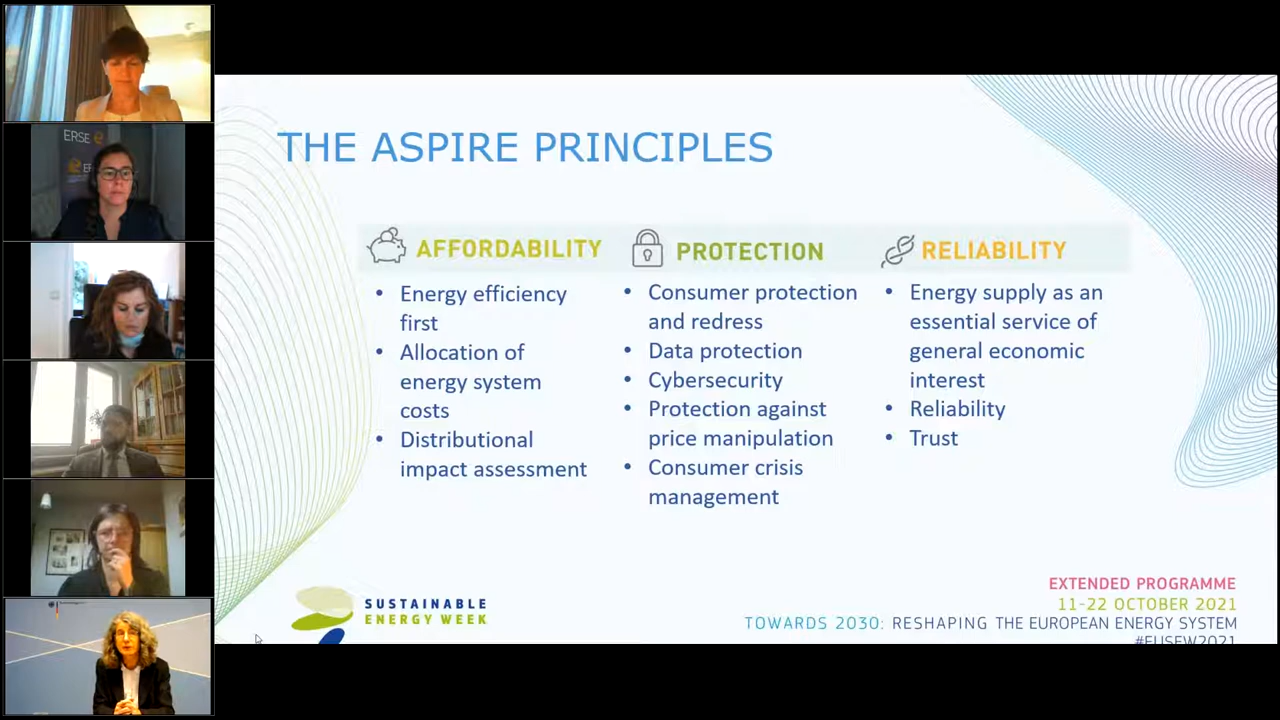 THE ASPIRE PRINCIPLES
AFFORDABILITY
• Energy efficiency
first
• Allocation of
energy system
costs
• Distributional
impact assessment
PROTECTION
• Consumer protection
and redress
• Data protection
• Cybersecurity
• Protection against
price manipulation
• Consumer crisis
management
RELIABILITY
• Energy supply as an
essential service of
general economic
interest
• Reliability
• Trust
SUSTAINABLE
ENERGY WEEK
EXTENDED PROGRAMME
11-22 OCTOBER 2021
TOWARDS 2030: RESHAPING THE EUROPEAN ENERGY SYSTEM
#EUSEW2021
ERSE